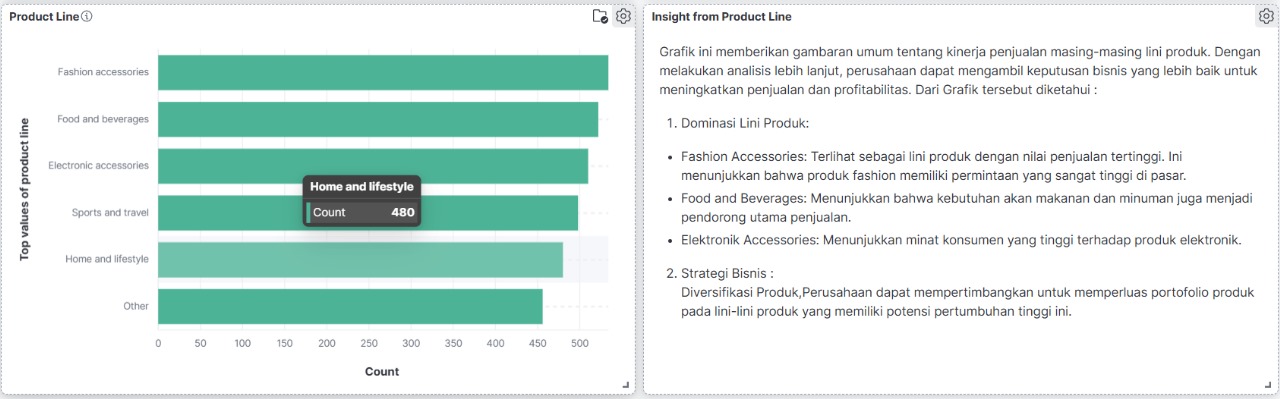 Product Line
Top values of product line
Fashion accessories
Food and beverages
Electronic accessories
Sports and travel
Home and lifestyle
Other
Home and lifestyle
Count 480
0 50 100 150 200 250 300 350 400 450 500
Count
Insight from Product Line
Grafik ini memberikan gambaran umum tentang kinerja penjualan masing-masing lini produk. Dengan
melakukan analisis lebih lanjut, perusahaan dapat mengambil keputusan bisnis yang lebih baik untuk
meningkatkan penjualan dan profitabilitas. Dari Grafik tersebut diketahui :
1. Dominasi Lini Produk:
• Fashion Accessories: Terlihat sebagai lini produk dengan nilai penjualan tertinggi. Ini
menunjukkan bahwa produk fashion memiliki permintaan yang sangat tinggi di pasar.
• Food and Beverages: Menunjukkan bahwa kebutuhan akan makanan dan minuman juga menjadi
pendorong utama penjualan.
• Elektronik Accessories: Menunjukkan minat konsumen yang tinggi terhadap produk elektronik.
2. Strategi Bisnis :
Diversifikasi Produk,Perusahaan dapat mempertimbangkan untuk memperluas portofolio produk
pada lini-lini produk yang memiliki potensi pertumbuhan tinggi ini.